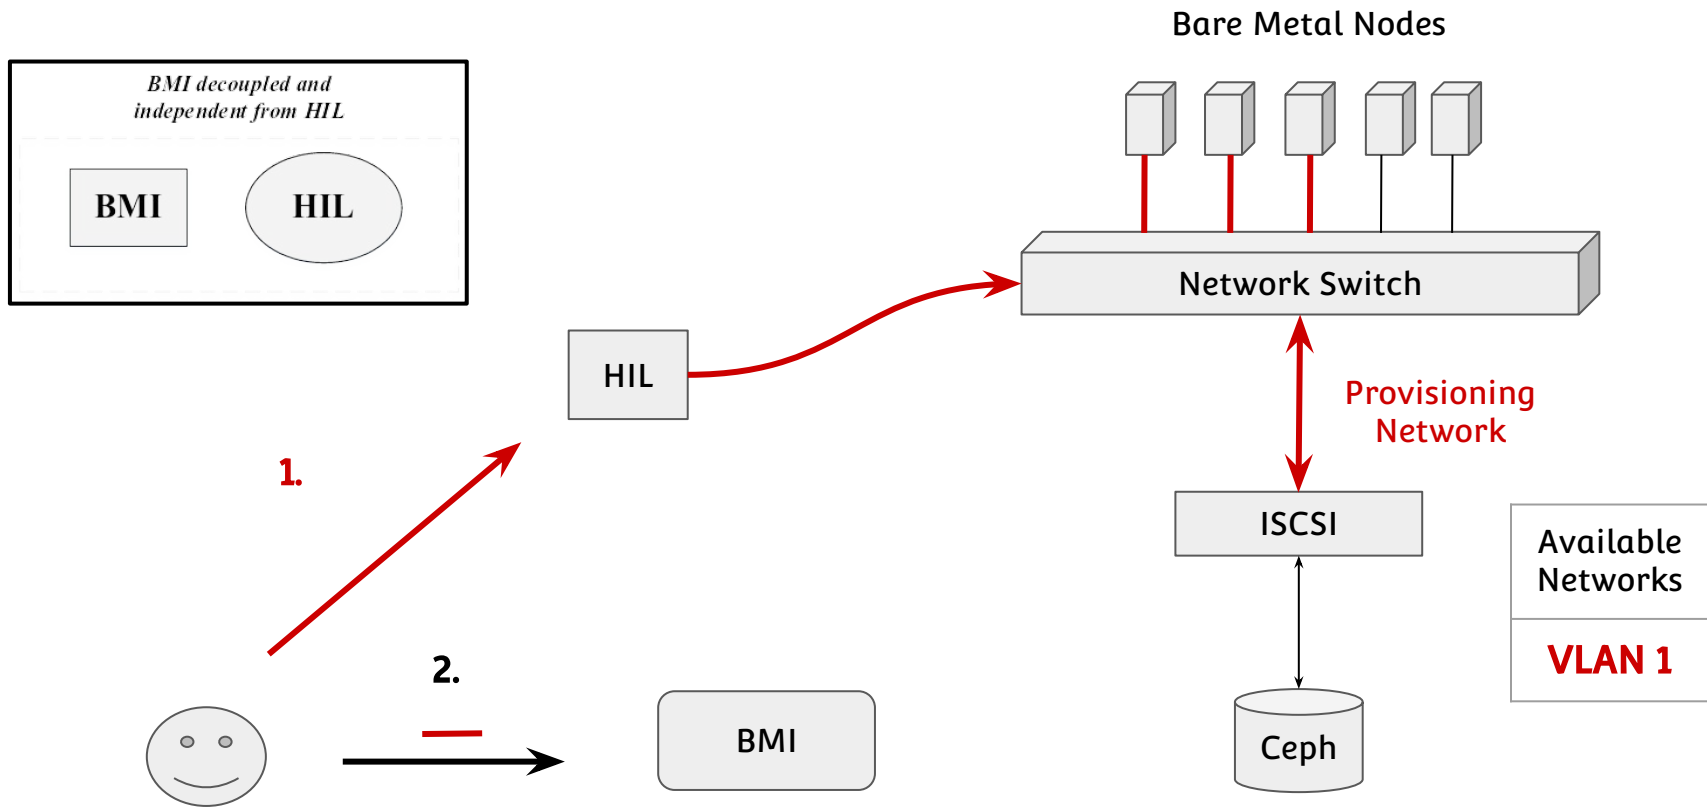 Bare Metal Nodes
BMI decoupled and
independent from HIL
BMI
HIL
Network Switch
HIL
Provisioning
Network
1.
ISCSI
Available
Networks
VLAN 1
2.
BMI
Ceph